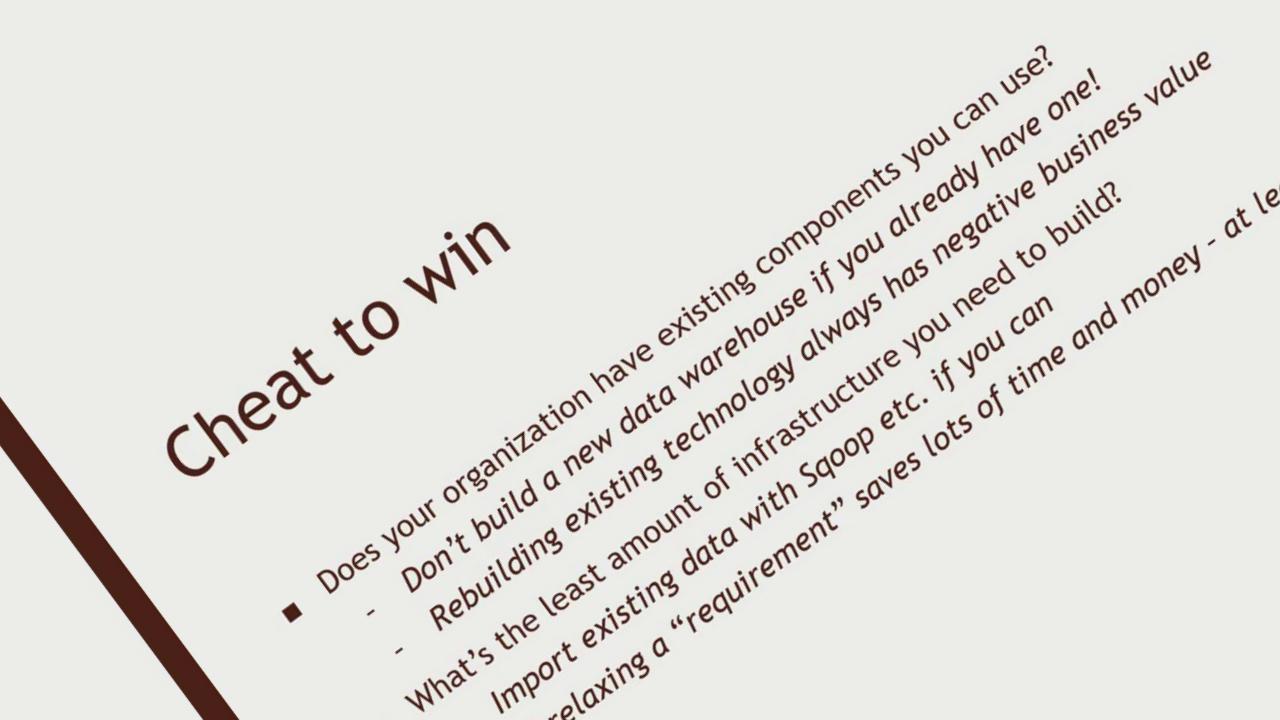 Cheat to win
▪ Does your organization have existing components you can use?
- Don’t build a new data warehouse if you already have one!
- Rebuilding existing technology always has negative business value
What’s the least amount of infrastructure you need to build?
Import existing data with Sqoop etc. if you can
relaxing a “requirement” saves lots of time and money - at